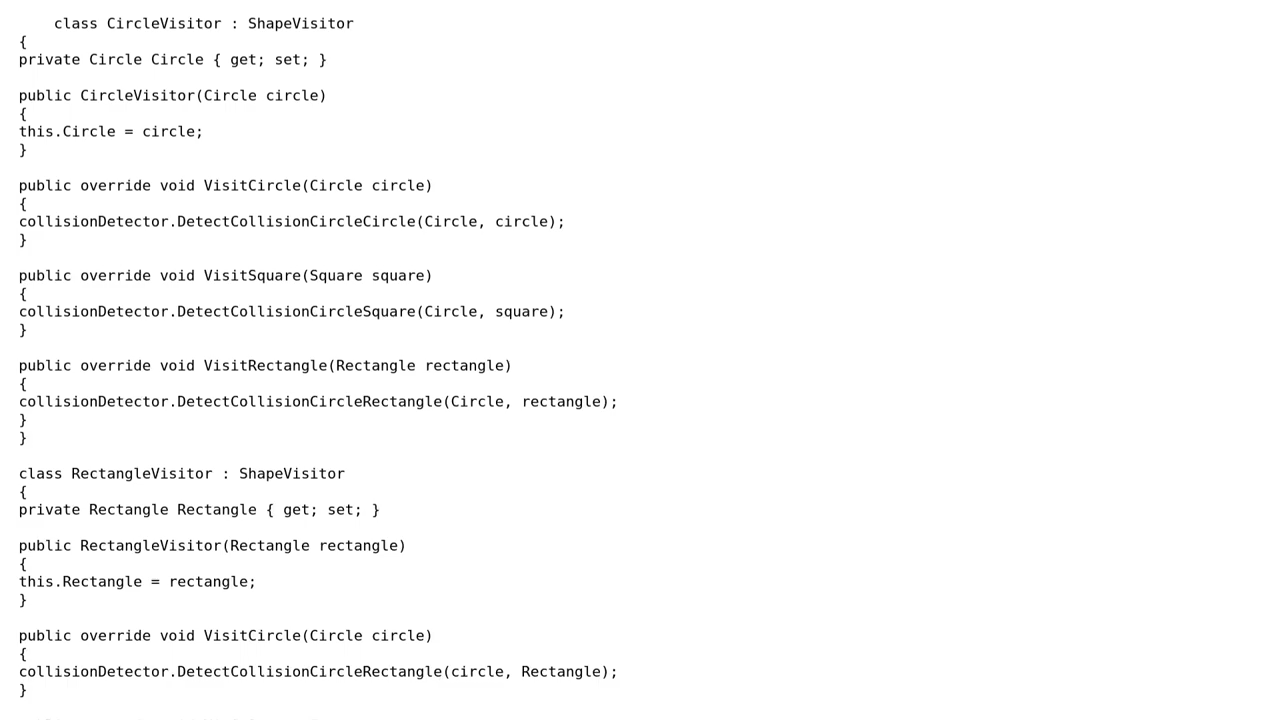 class CircleVisitor : ShapeVisitor
{
private Circle Circle { get; set; }

public CircleVisitor(Circle circle)
{
this.Circle = circle;
}

public override void VisitCircle(Circle circle)
{
collisionDetector.DetectCollisionCircleCircle(Circle, circle);
}

public override void VisitSquare(Square square)
{
collisionDetector.DetectCollisionCircleSquare(Circle, square);
}

public override void VisitRectangle(Rectangle rectangle)
{
collisionDetector.DetectCollisionCircleRectangle(Circle, rectangle);
}
}

class RectangleVisitor : ShapeVisitor
{
private Rectangle Rectangle { get; set; }

public RectangleVisitor(Rectangle rectangle)
{
this.Rectangle = rectangle;
}

public override void VisitCircle(Circle circle)
{
collisionDetector.DetectCollisionCircleRectangle(circle, Rectangle);
}